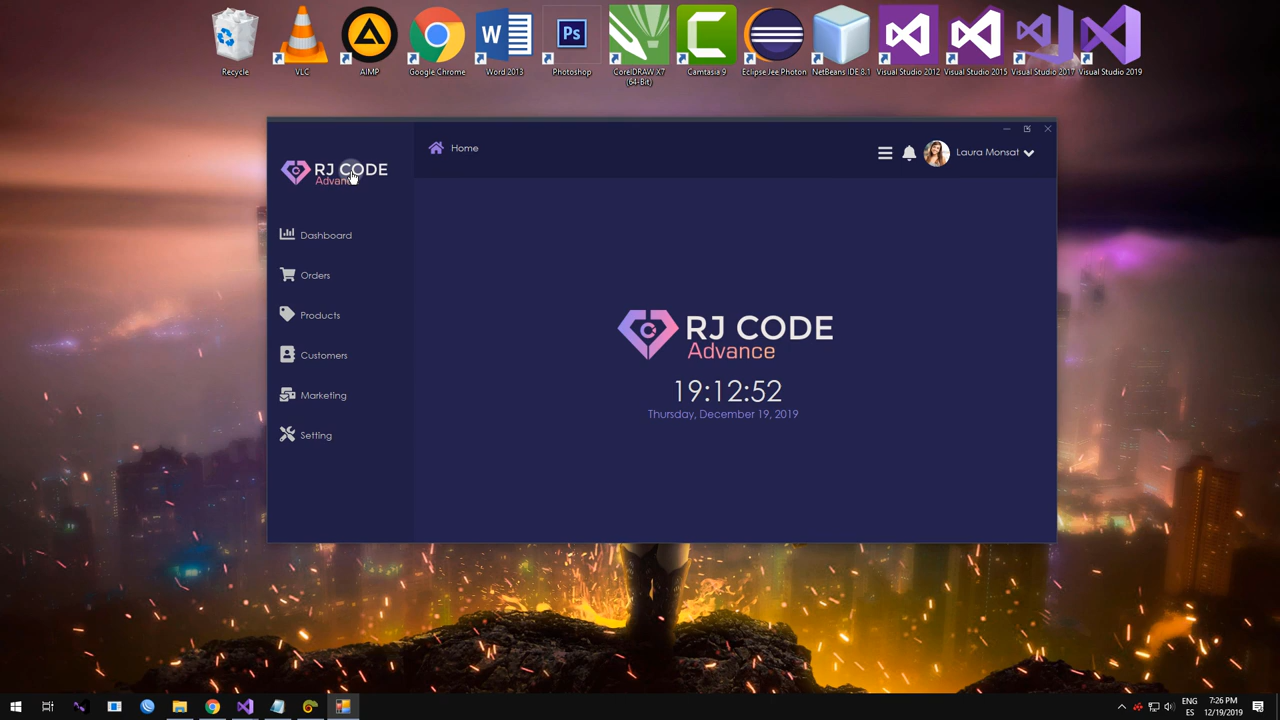 Recycle
VLC
AIMP
Google Chrome
Word 2013
Ps
Photoshop
CorelDRAW X7
(64-Bit)
Camtasia 9
Eclipse Jee Photon
NetBeans IDE 8.1
Visual Studio 2012
Visual Studio 2015
Visual Studio 2017
Visual Studio 2019
RJ CODE
Advance
Home
Laura Monsat
Dashboard
Orders
Products
Customers
Marketing
Setting
RJ CODE
Advance
19:12:52
Thursday, December 19, 2019
ENG
ES
7:26 PM
12/19/2019